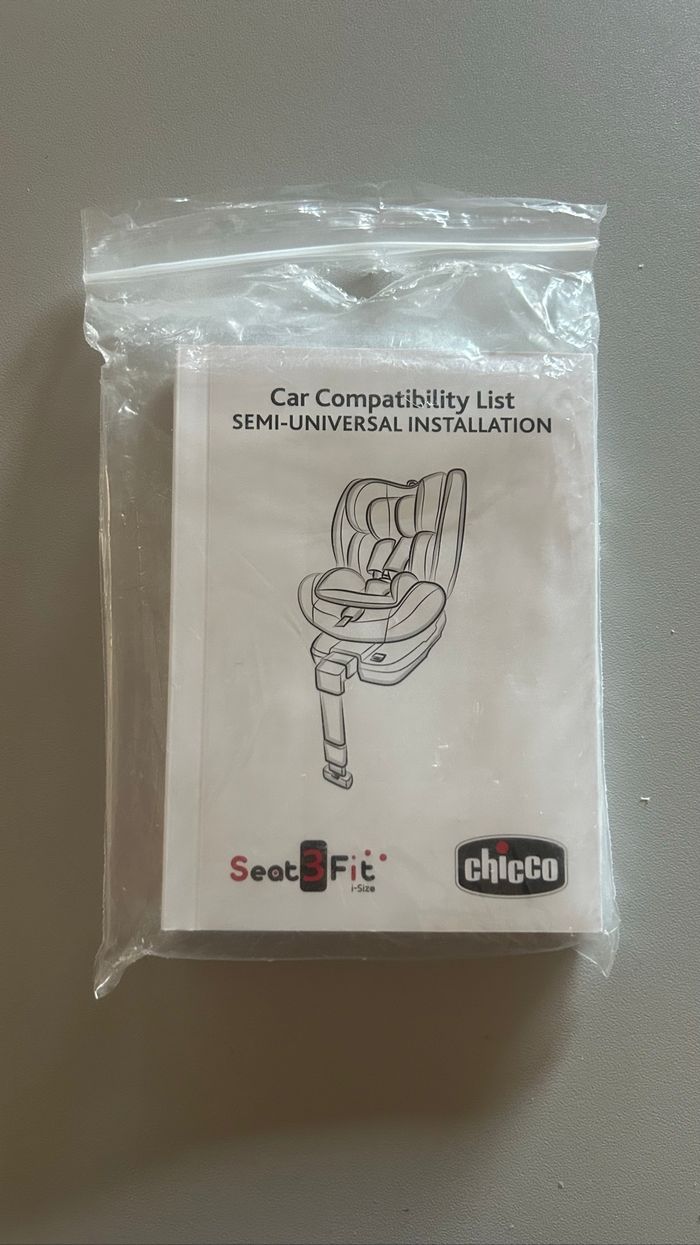 Car Compatibility List
SEMI-UNIVERSAL INSTALLATION
Seat3Fit
i-Size
chicco